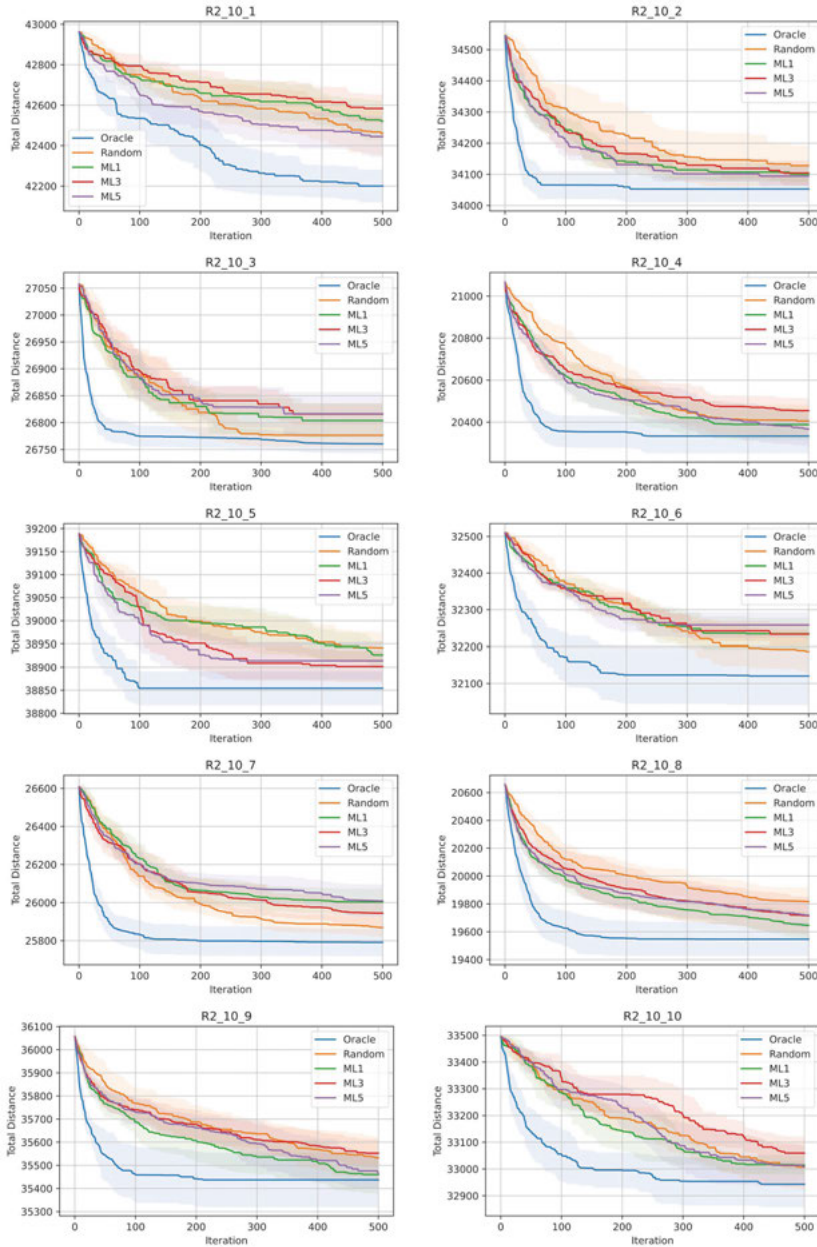 R2_10_1
43000
42800
42600
42400
42200
Total Distance
Oracle
Random
ML1
ML3
ML5
0 100 200 300 400 500
Iteration
R2_10_2
34500
34400
34300
34200
34100
34000
Total Distance
Oracle
Random
ML1
ML3
ML5
0 100 200 300 400 500
Iteration
R2_10_3
27050
27000
26950
26900
26850
26800
26750
Total Distance
Oracle
Random
ML1
ML3
ML5
0 100 200 300 400 500
Iteration
R2_10_4
21000
20800
20600
20400
Total Distance
Oracle
Random
ML1
ML3
ML5
0 100 200 300 400 500
Iteration
R2_10_5
39200
39150
39100
39050
39000
38950
38900
38850
38800
Total Distance
Oracle
Random
ML1
ML3
ML5
0 100 200 300 400 500
Iteration
R2_10_6
32500
32400
32300
32200
32100
Total Distance
Oracle
Random
ML1
ML3
ML5
0 100 200 300 400 500
Iteration
R2_10_7
26600
26400
26200
26000
25800
Total Distance
Oracle
Random
ML1
ML3
ML5
0 100 200 300 400 500
Iteration
R2_10_8
20600
20400
20200
20000
19800
19600
19400
Total Distance
Oracle
Random
ML1
ML3
ML5
0 100 200 300 400 500
Iteration
R2_10_9
36100
36000
35900
35800
35700
35600
35500
35400
35300
Total Distance
Oracle
Random
ML1
ML3
ML5
0 100 200 300 400 500
Iteration
R2_10_10
33500
33400
33300
33200
33100
33000
32900
Total Distance
Oracle
Random
ML1
ML3
ML5
0 100 200 300 400 500
Iteration